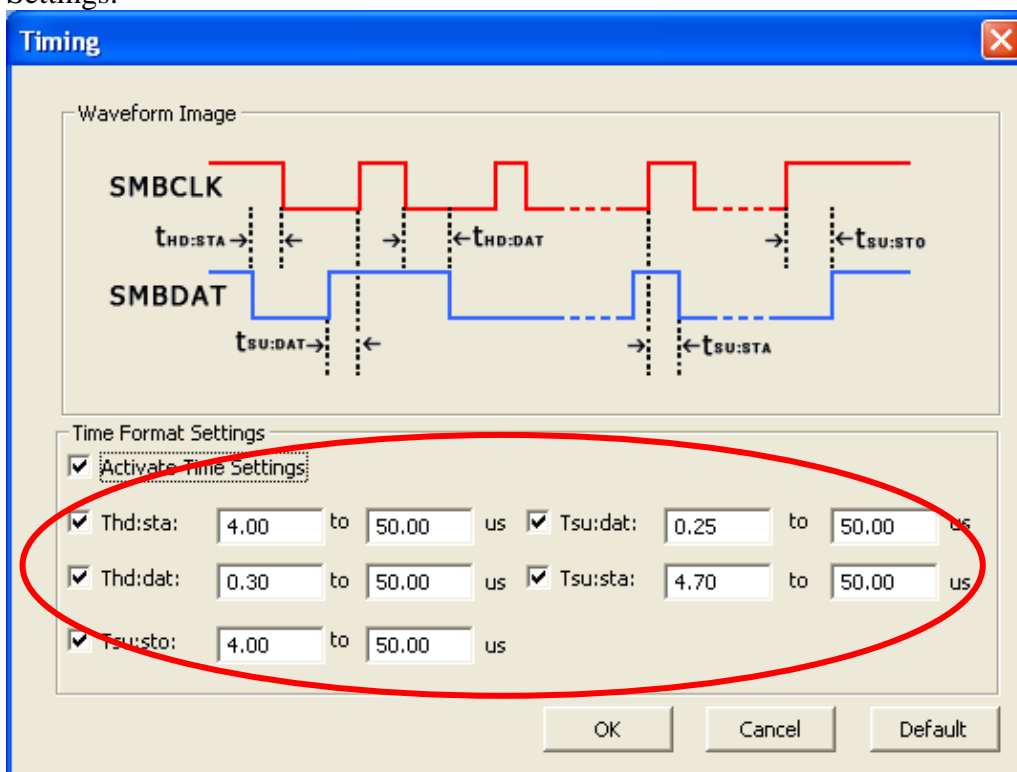 Settings.
Timing
Waveform Image
SMBCLK
tHD:STA
tHD:DAT
tSU:STO
SMBDAT
tSU:DAT
tSU:STA
Time Format Settings
Activate Time Settings
Thd:sta: 4.00 to 50.00 us Tsu:dat: 0.25 to 50.00 us
Thd:dat: 0.30 to 50.00 us Tsu:sta: 4.70 to 50.00 us
Tsu:sto: 4.00 to 50.00 us
OK Cancel Default